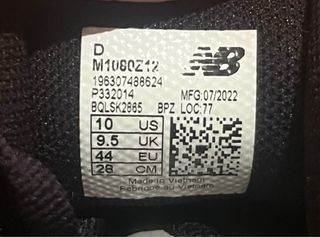 D
M1080Z12
196307488624
P332014 MFG:07/2022
BQLSK2865 BPZ LOC:77
10 US
9.5 UK
44 EU
28 CM
Made in Vietnam
Fabriqué au Vietnam